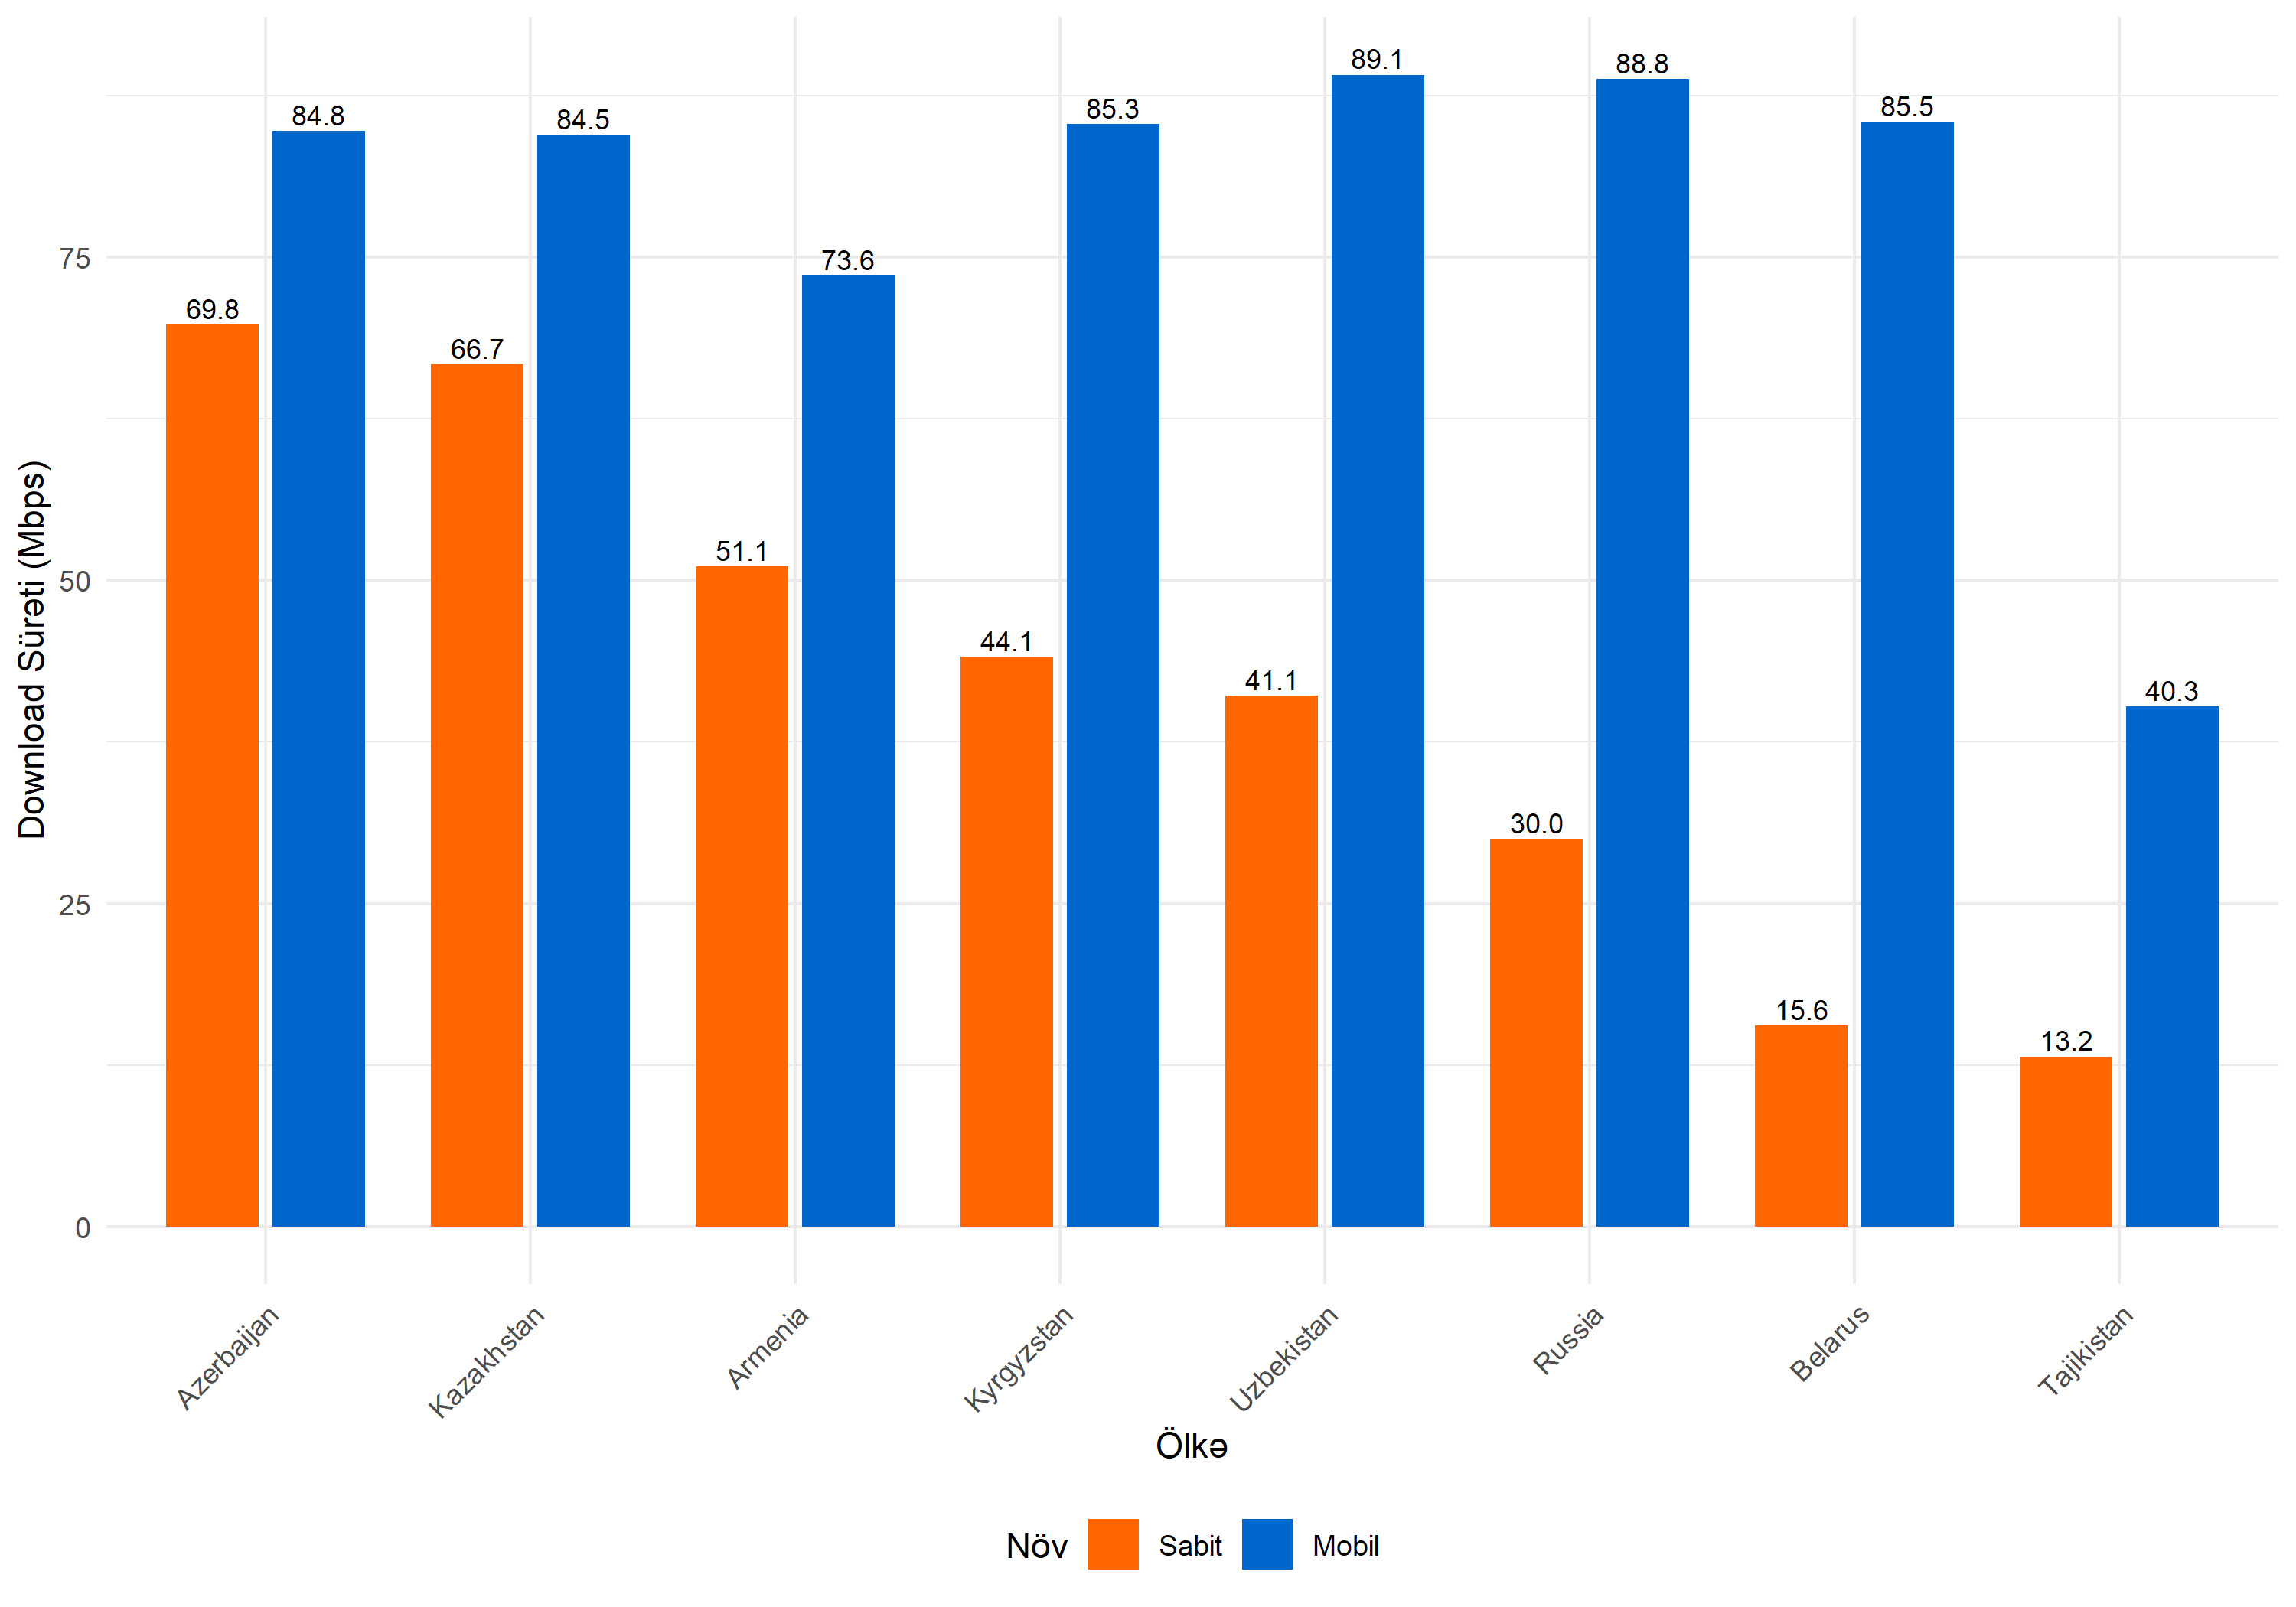 89.1
88.8
84.8
84.5
85.3
85.5
75
73.6
69.8
66.7
51.1
50
44.1
41.1
40.3
30.0
25
15.6
13.2
0
Download Sürəti (Mbps)
Azerbaijan
Kazakhstan
Armenia
Kyrgyzstan
Uzbekistan
Russia
Belarus
Tajikistan
Ölkə
Növ Sabit Mobil